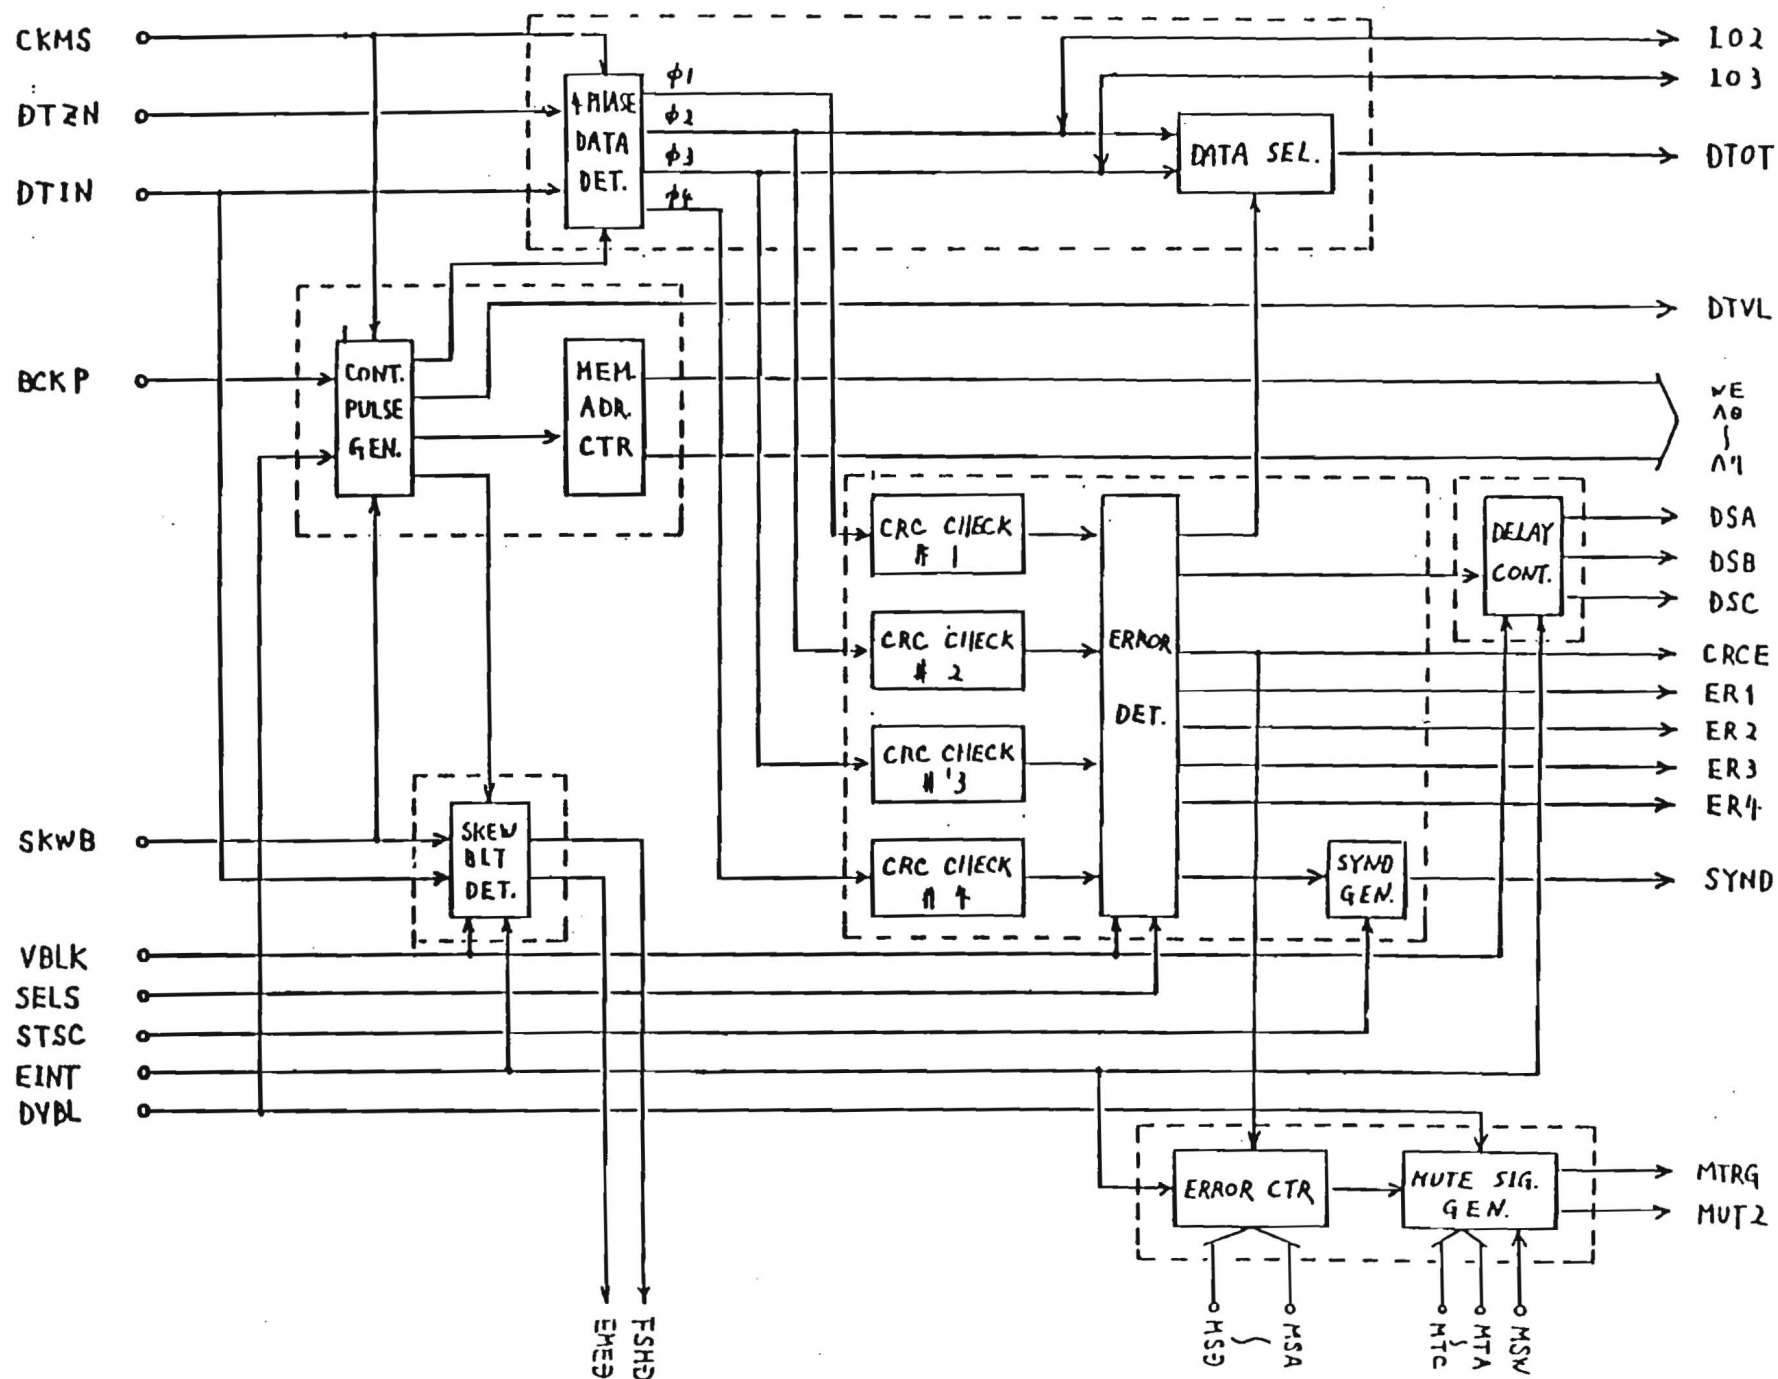 CKMS
DTZN
DTIN
BCKP
SKWB
VBLK
SELS
STSC
EINT
DVBL
4 PHASE
DATA
DET.
φ1
φ2
φ3
φ4
DATA SEL.
CONT.
PULSE
GEN.
MEM.
ADR.
CTR
SKEW
BLT
DET.
CRC CHECK
# 1
CRC CHECK
# 2
CRC CHECK
# 3
CRC CHECK
# 4
ERROR
DET.
SYND
GEN.
DELAY
CONT.
ERROR CTR
MUTE SIG.
GEN.
IO2
IO3
DTOT
DTVL
WE
A0
DSA
DSB
DSC
CRCE
ER1
ER2
ER3
ER4
SYND
MTRG
MUT2
EMED
FSHD
MSD
MSA
MTC
MTA
MSW